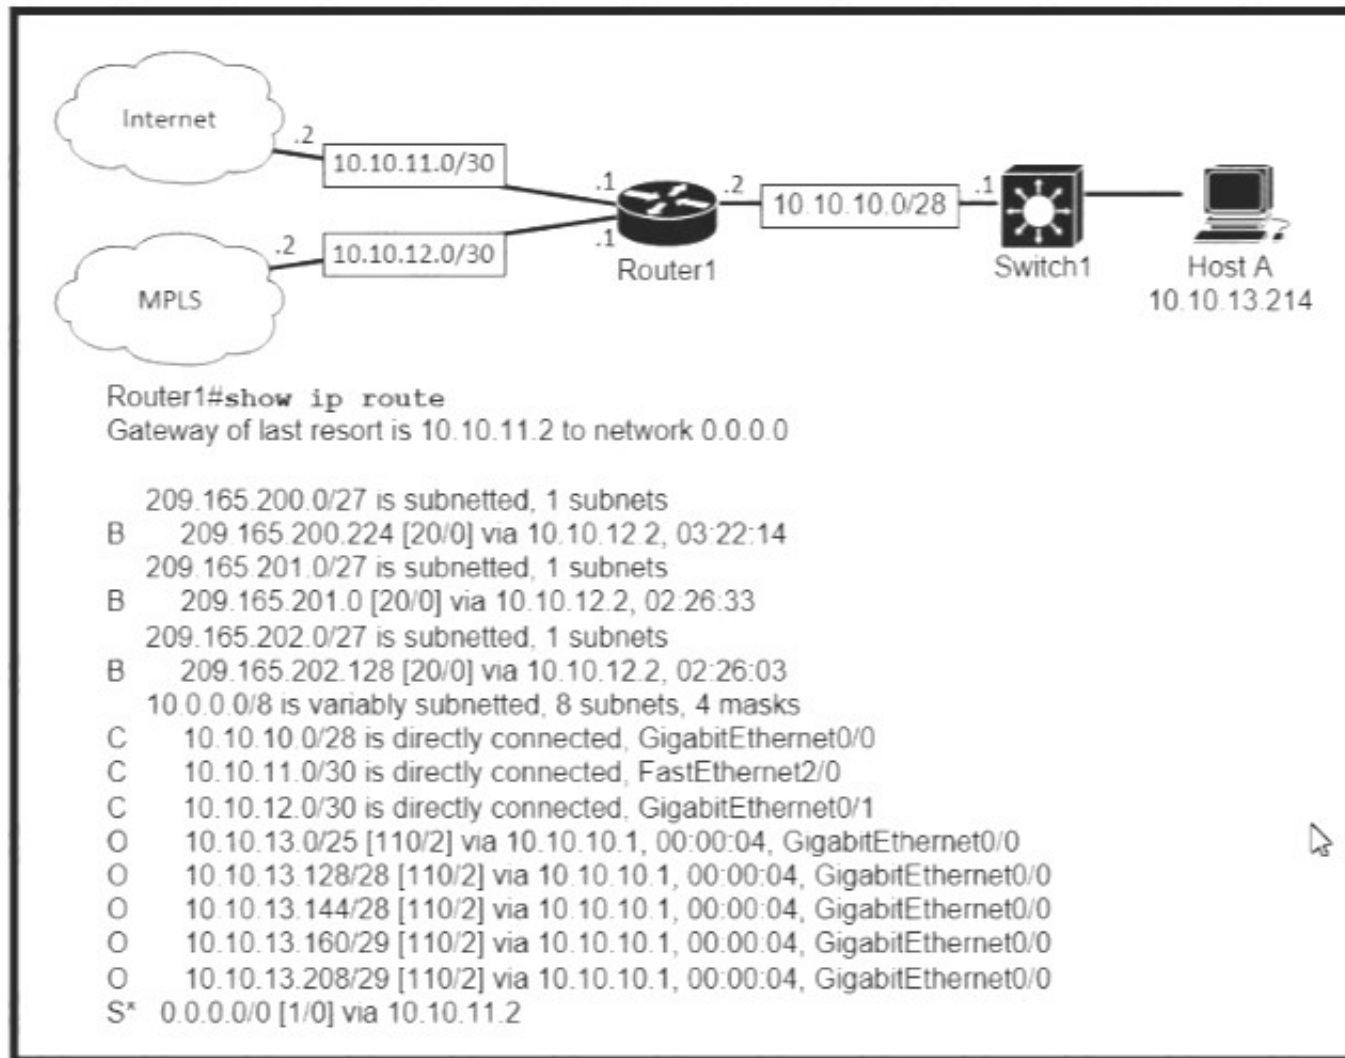 Internet
.2
10.10.11.0/30
.1
.2
10.10.10.0/28
.1
.2
10.10.12.0/30
.1
MPLS
Router1
Switch1
Host A
10.10.13.214
Router1#show ip route
Gateway of last resort is 10.10.11.2 to network 0.0.0.0
209.165.200.0/27 is subnetted, 1 subnets
B 209.165.200.224 [20/0] via 10.10.12.2, 03:22:14
209.165.201.0/27 is subnetted, 1 subnets
B 209.165.201.0 [20/0] via 10.10.12.2, 02:26:33
209.165.202.0/27 is subnetted, 1 subnets
B 209.165.202.128 [20/0] via 10.10.12.2, 02:26:03
10.0.0.0/8 is variably subnetted, 8 subnets, 4 masks
C 10.10.10.0/28 is directly connected, GigabitEthernet0/0
C 10.10.11.0/30 is directly connected, FastEthernet2/0
C 10.10.12.0/30 is directly connected, GigabitEthernet0/1
O 10.10.13.0/25 [110/2] via 10.10.10.1, 00:00:04, GigabitEthernet0/0
O 10.10.13.128/28 [110/2] via 10.10.10.1, 00:00:04, GigabitEthernet0/0
O 10.10.13.144/28 [110/2] via 10.10.10.1, 00:00:04, GigabitEthernet0/0
O 10.10.13.160/29 [110/2] via 10.10.10.1, 00:00:04, GigabitEthernet0/0
O 10.10.13.208/29 [110/2] via 10.10.10.1, 00:00:04, GigabitEthernet0/0
S* 0.0.0.0/0 [1/0] via 10.10.11.2